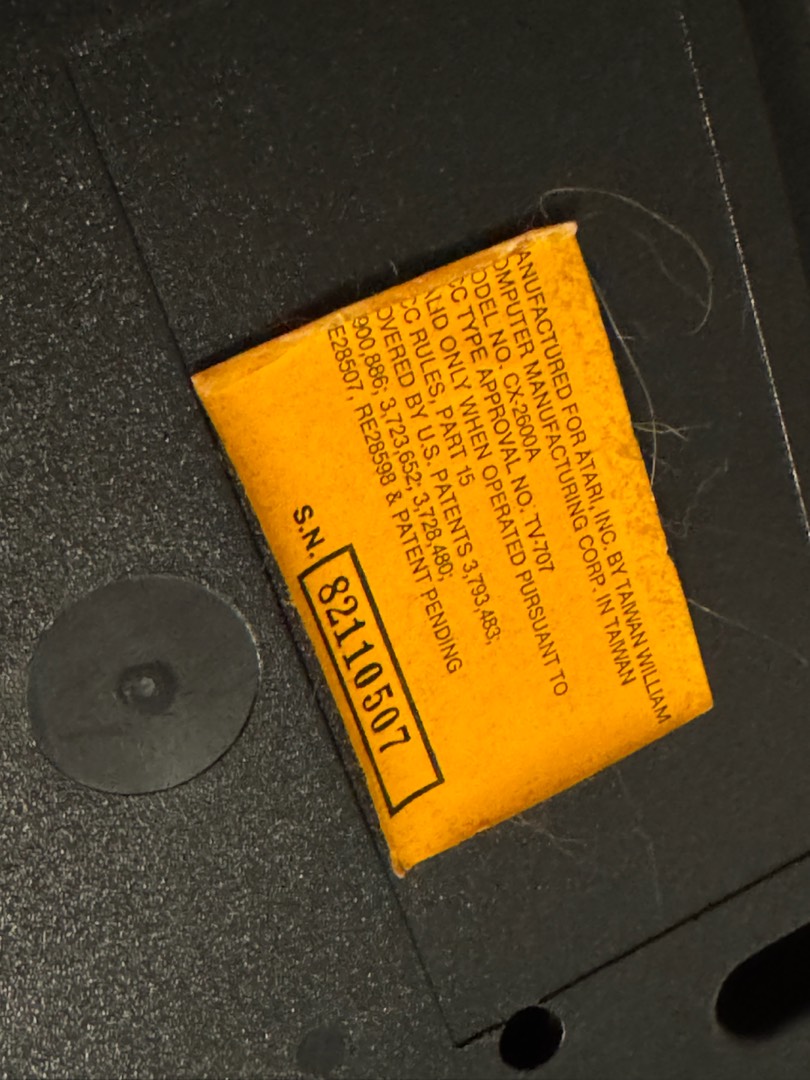 ANUFACTURED FOR ATARI, INC. BY TAIWAN WILLIAM
OMPUTER MANUFACTURING CORP. IN TAIWAN
ODEL NO. CX-2600A
CC TYPE APPROVAL NO. TV-707
ALID ONLY WHEN OPERATED PURSUANT TO
CC RULES, PART 15
OVERED BY U.S. PATENTS 3,793,483;
900,886; 3,723,652; 3,728,480;
E28507, RE28598 & PATENT PENDING
S.N. 82110507